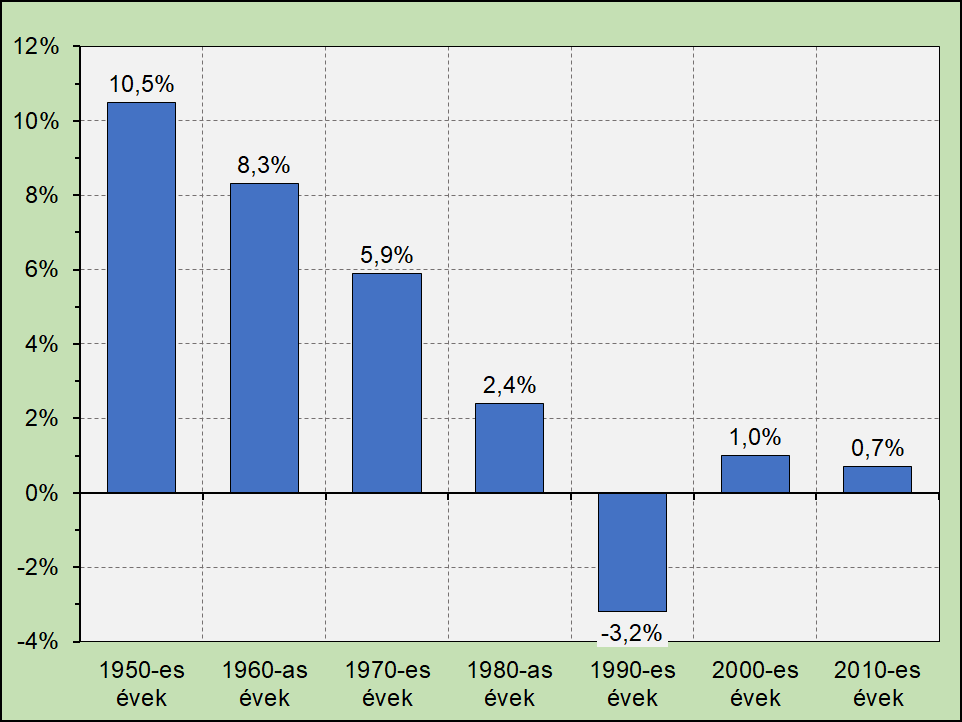 12%
10%
8%
6%
4%
2%
0%
-2%
-4%
10,5%
8,3%
5,9%
2,4%
-3,2%
1,0%
0,7%
1950-es
évek
1960-as
évek
1970-es
évek
1980-as
évek
1990-es
évek
2000-es
évek
2010-es
évek